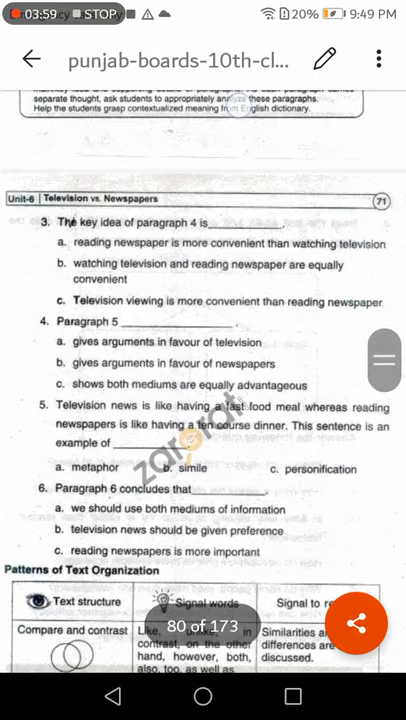 03:59 STOP 20% 9:49 PM
punjab-boards-10th-cl...
separate thought, ask students to appropriately analyze these paragraphs.
Help the students grasp contextualized meaning from English dictionary.
Unit-6 Television vs. Newspapers 71
3. The key idea of paragraph 4 is______________.
a. reading newspaper is more convenient than watching television
b. watching television and reading newspaper are equally
convenient
c. Television viewing is more convenient than reading newspaper
4. Paragraph 5 ________________ .
a. gives arguments in favour of television
b. gives arguments in favour of newspapers
c. shows both mediums are equally advantageous
5. Television news is like having a fast food meal whereas reading
newspapers is like having a ten course dinner. This sentence is an
example of ______________.
a. metaphor b. simile c. personification
6. Paragraph 6 concludes that______________.
a. we should use both mediums of information
b. television news should be given preference
c. reading newspapers is more important
zararat
Patterns of Text Organization
Text structure Signal words Signal to
80 of 173
Compare and contrast Like, unlike, in Similarities
contrast, on the other differences are
hand, however, both, discussed.
also, too, as well as